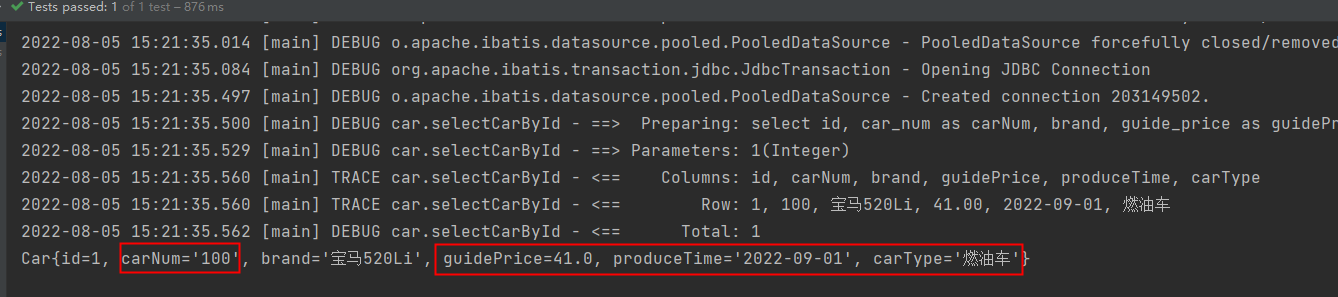 Tests passed: 1 of 1 test – 876 ms
2022-08-05 15:21:35.014 [main] DEBUG o.apache.ibatis.datasource.pooled.PooledDataSource - PooledDataSource forcefully closed/removed
2022-08-05 15:21:35.084 [main] DEBUG org.apache.ibatis.transaction.jdbc.JdbcTransaction - Opening JDBC Connection
2022-08-05 15:21:35.497 [main] DEBUG o.apache.ibatis.datasource.pooled.PooledDataSource - Created connection 203149502.
2022-08-05 15:21:35.500 [main] DEBUG car.selectCarById - ==>  Preparing: select id, car_num as carNum, brand, guide_price as guidePr
2022-08-05 15:21:35.529 [main] DEBUG car.selectCarById - ==> Parameters: 1(Integer)
2022-08-05 15:21:35.560 [main] TRACE car.selectCarById - <==    Columns: id, carNum, brand, guidePrice, produceTime, carType
2022-08-05 15:21:35.560 [main] TRACE car.selectCarById - <==        Row: 1, 100, 宝马520Li, 41.00, 2022-09-01, 燃油车
2022-08-05 15:21:35.562 [main] DEBUG car.selectCarById - <==      Total: 1
Car{id=1, carNum='100', brand='宝马520Li', guidePrice=41.0, produceTime='2022-09-01', carType='燃油车'}